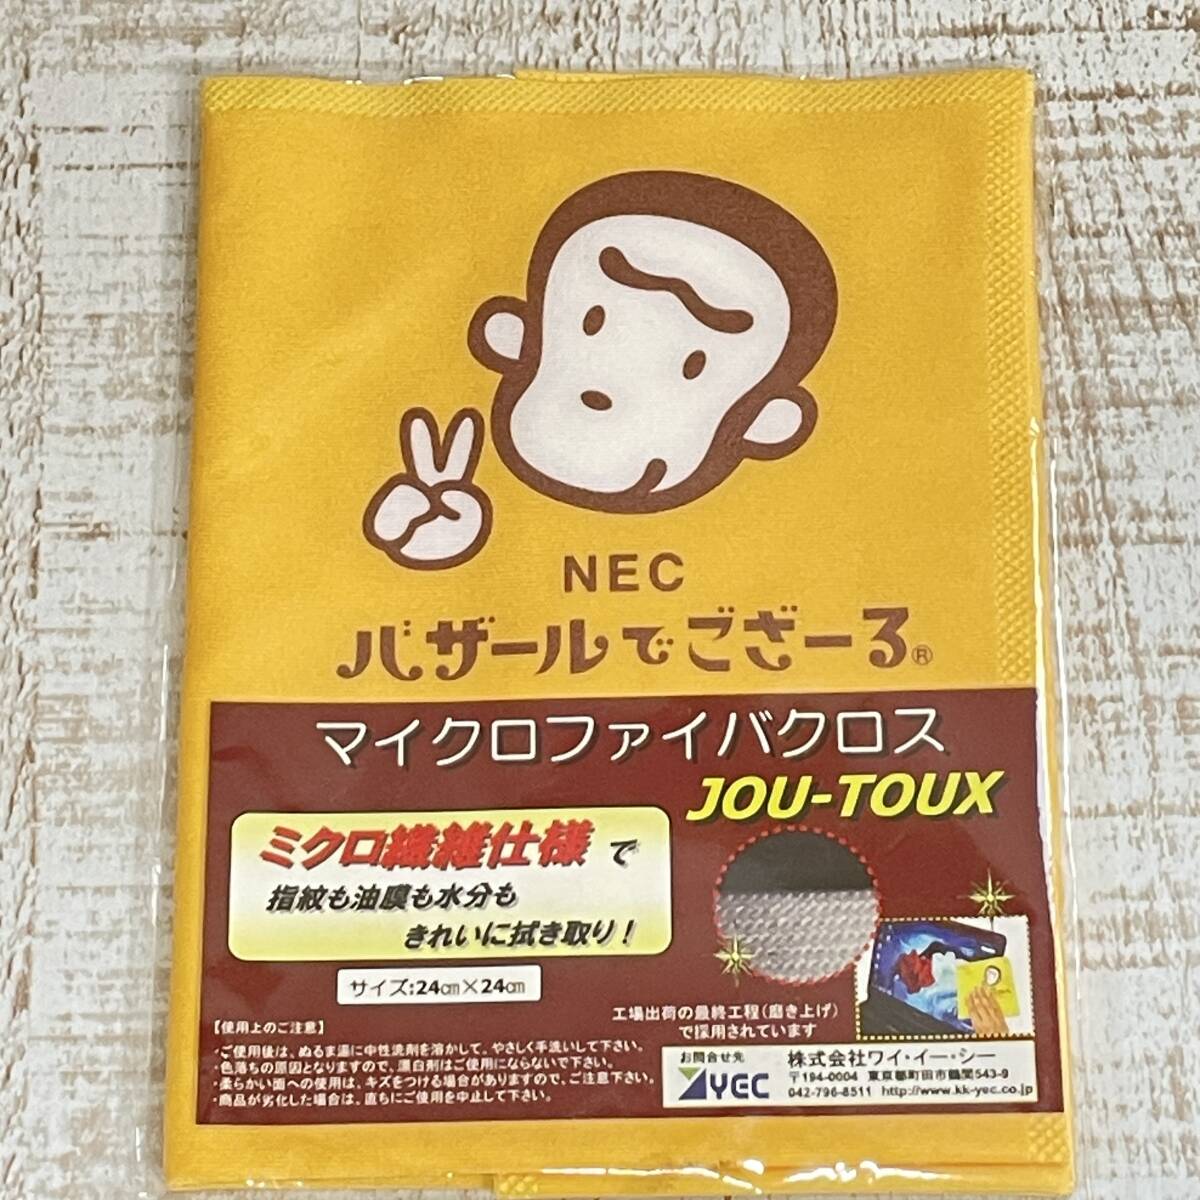 NEC
バザールでござーる®
マイクロファイバクロス
JOU-TOUX
ミクロ繊維仕様で
指紋も油膜も水分も
きれいに拭き取り!
サイズ:24㎝×24㎝
工場出荷の最終工程(磨き上げ)
で採用されています
【使用上のご注意】
・ご使用後は、ぬるま湯に中性洗剤を溶かして、やさしく手洗いして下さい。
・色落ちの原因となりますので、漂白剤はご使用にならないで下さい。
・柔らかい面への使用は、キズをつける場合がありますので、ご注意下さい。
・商品が劣化した場合は、直ちにご使用を中止して下さい。
お問合せ先
YEC
株式会社ワイ・イー・シー
〒194-0004 東京都町田市鶴間543-9
042-796-8511 http://www.kk-yec.co.jp